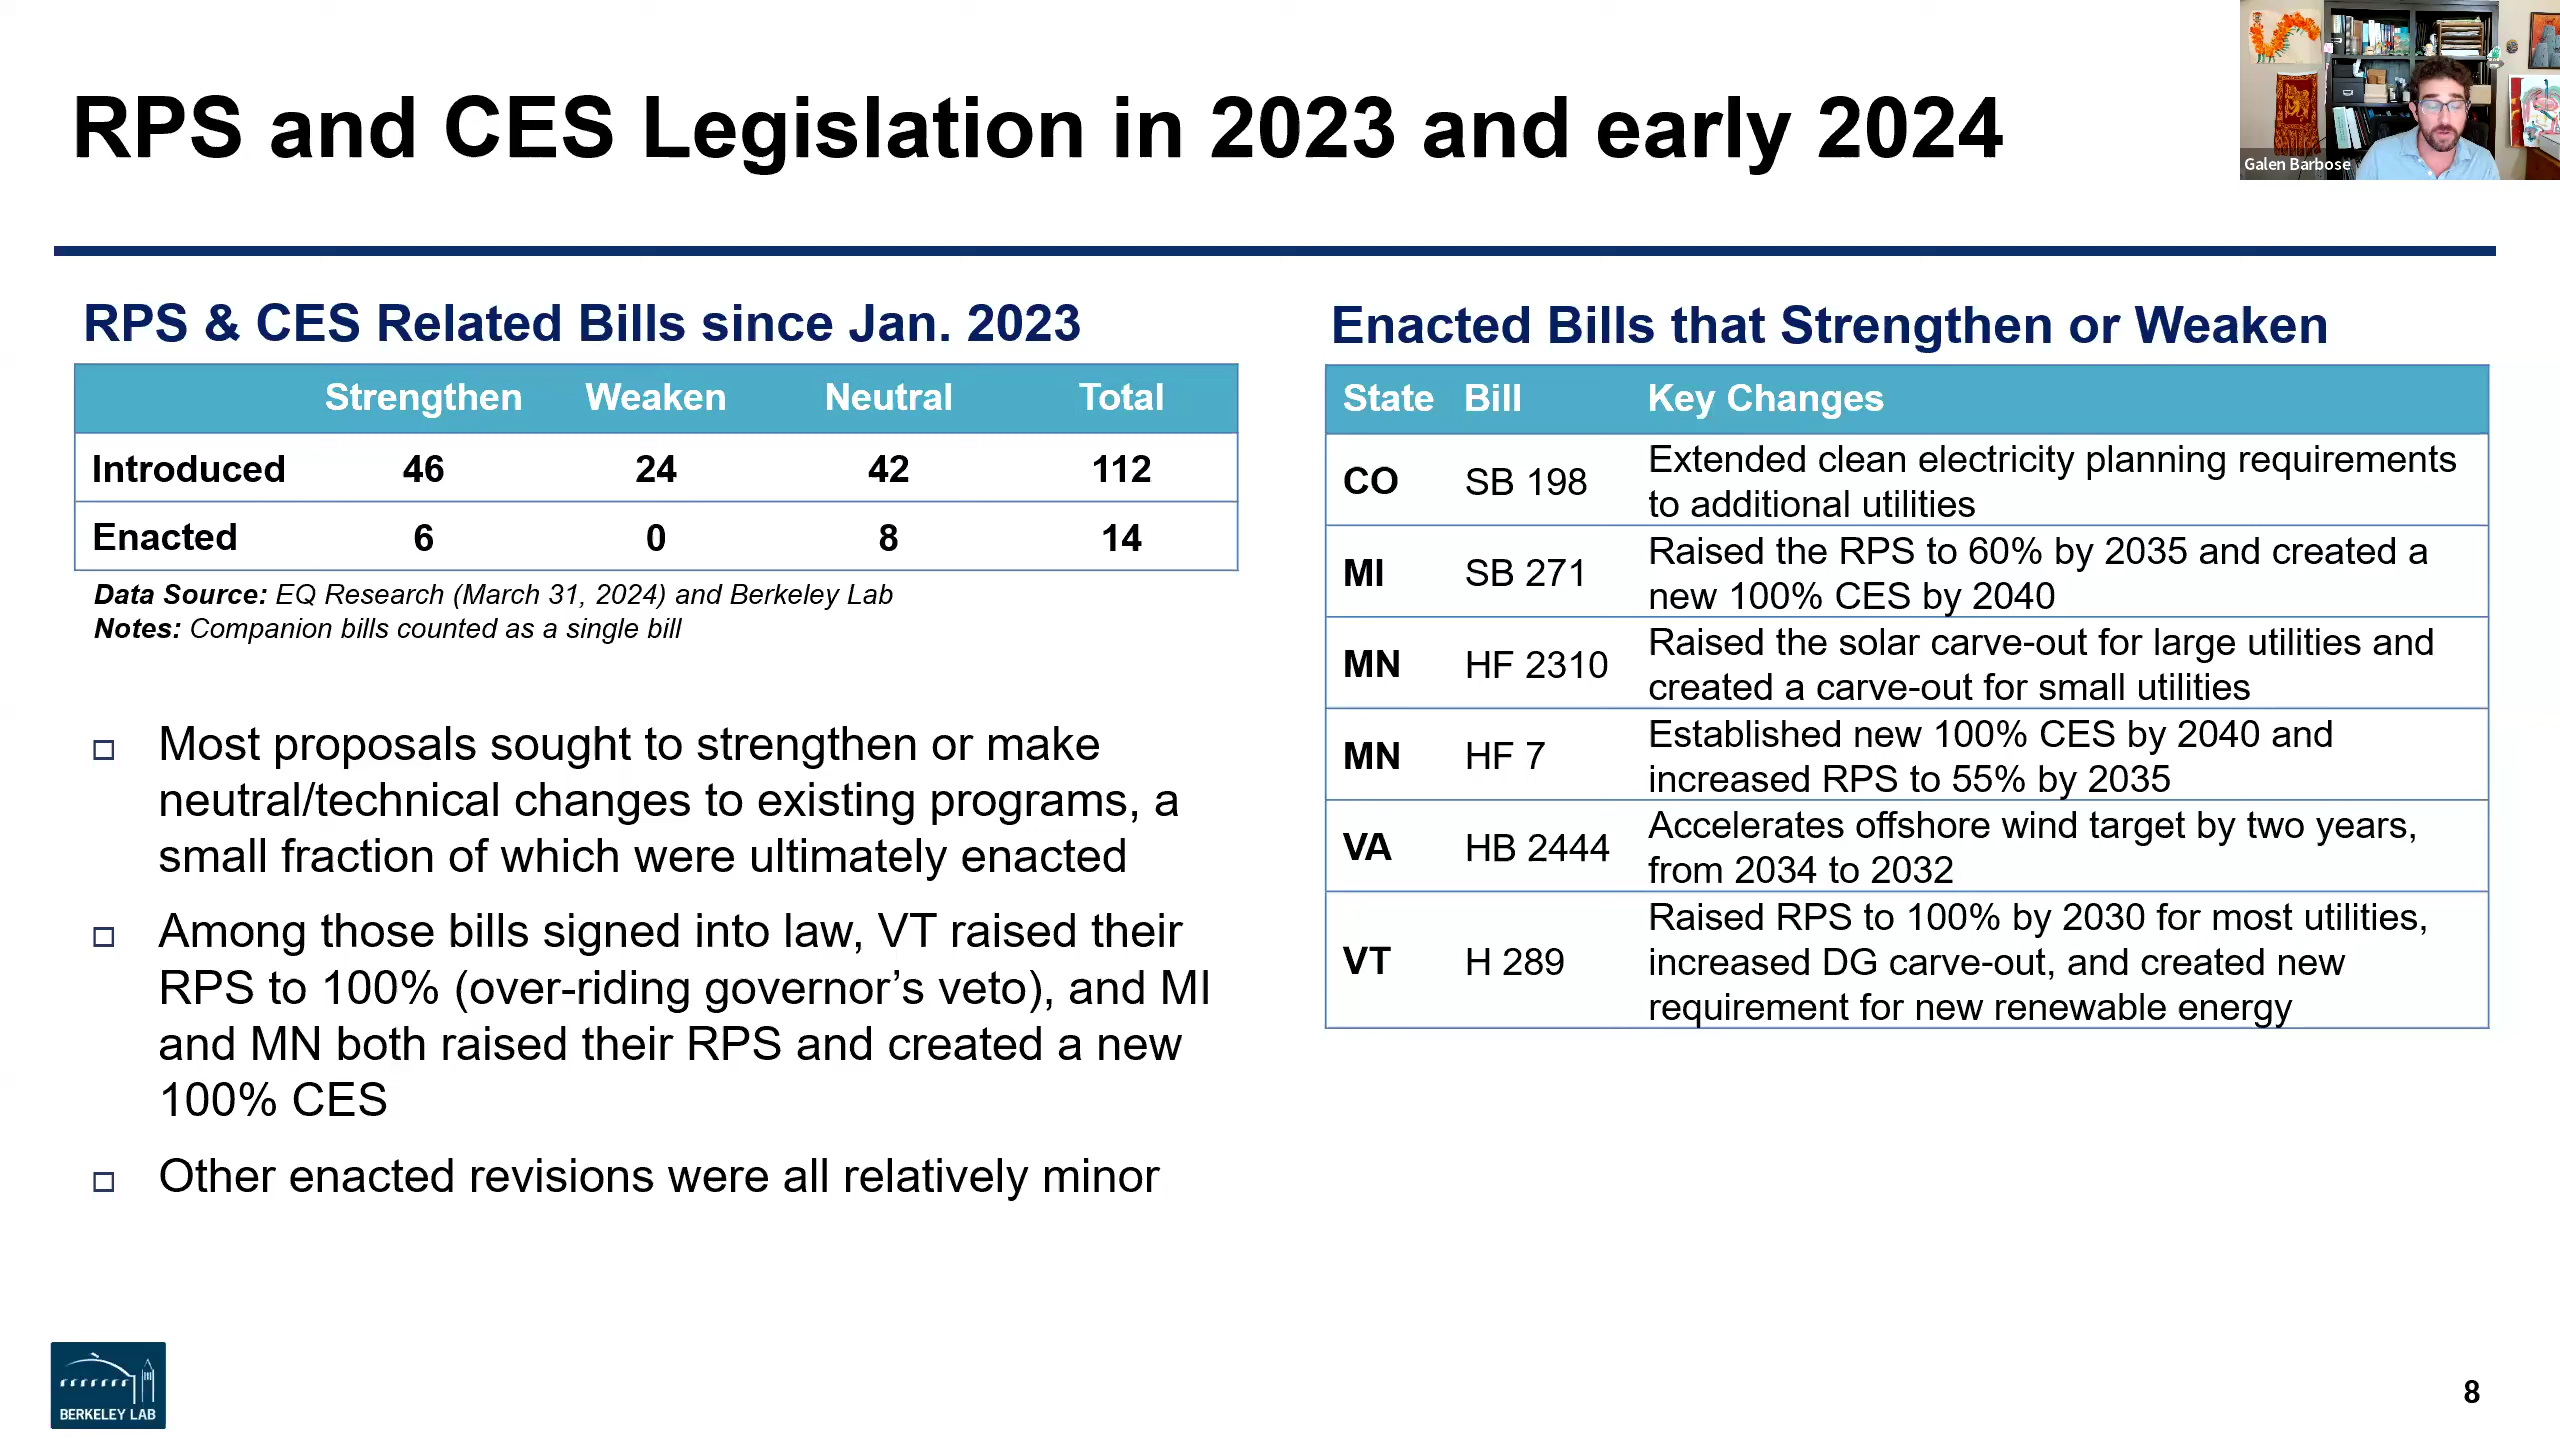 RPS and CES Legislation in 2023 and early 2024
Galen Barbose
RPS & CES Related Bills since Jan. 2023
Strengthen Weaken Neutral Total
Introduced 46 24 42 112
Enacted 6 0 8 14
Data Source: EQ Research (March 31, 2024) and Berkeley Lab
Notes: Companion bills counted as a single bill
Most proposals sought to strengthen or make
neutral/technical changes to existing programs, a
small fraction of which were ultimately enacted
Among those bills signed into law, VT raised their
RPS to 100% (over-riding governor’s veto), and MI
and MN both raised their RPS and created a new
100% CES
Other enacted revisions were all relatively minor
Enacted Bills that Strengthen or Weaken
State Bill Key Changes
CO SB 198 Extended clean electricity planning requirements
to additional utilities
MI SB 271 Raised the RPS to 60% by 2035 and created a
new 100% CES by 2040
MN HF 2310 Raised the solar carve-out for large utilities and
created a carve-out for small utilities
MN HF 7 Established new 100% CES by 2040 and
increased RPS to 55% by 2035
VA HB 2444 Accelerates offshore wind target by two years,
from 2034 to 2032
VT H 289 Raised RPS to 100% by 2030 for most utilities,
increased DG carve-out, and created new
requirement for new renewable energy
BERKELEY LAB
8